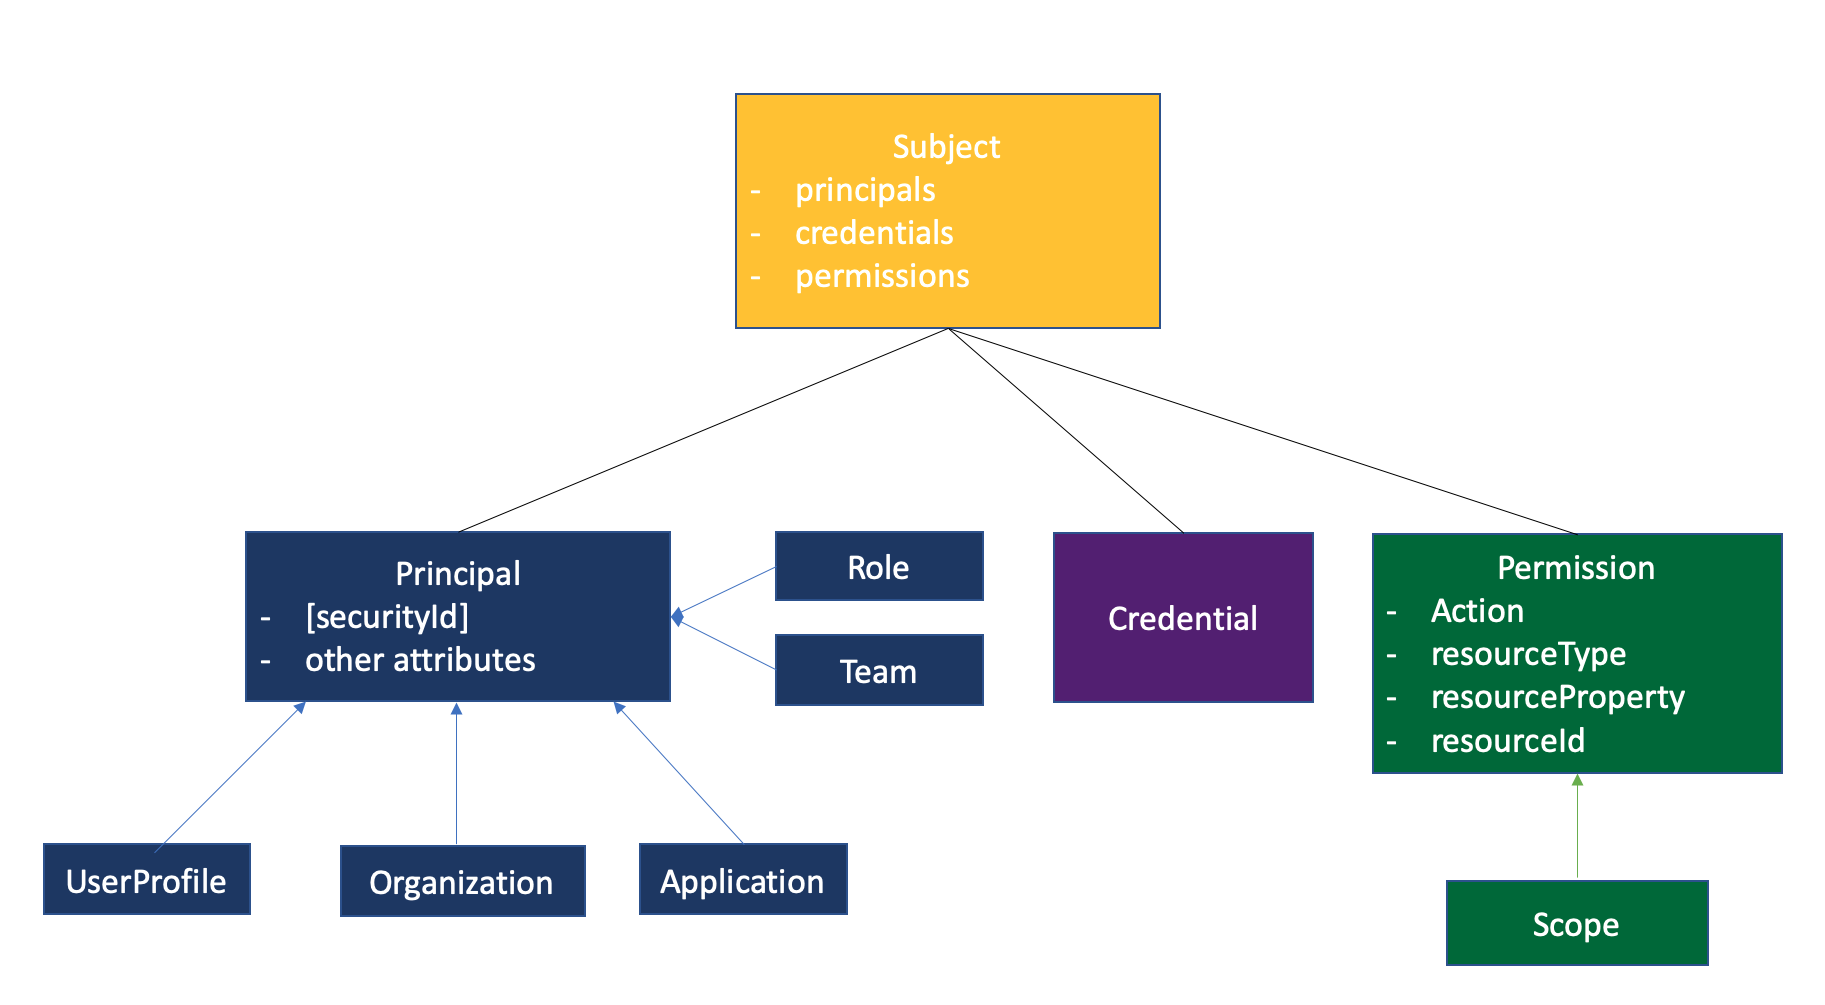 Subject
- principals
- credentials
- permissions
Principal
- [securityId]
- other attributes
Role
Team
Credential
Permission
- Action
- resourceType
- resourceProperty
- resourceId
UserProfile
Organization
Application
Scope